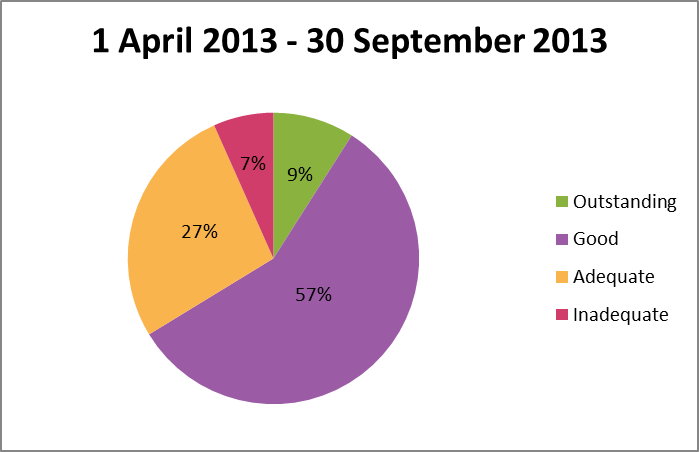 1 April 2013 - 30 September 2013
7%
9%
27%
57%
Outstanding
Good
Adequate
Inadequate